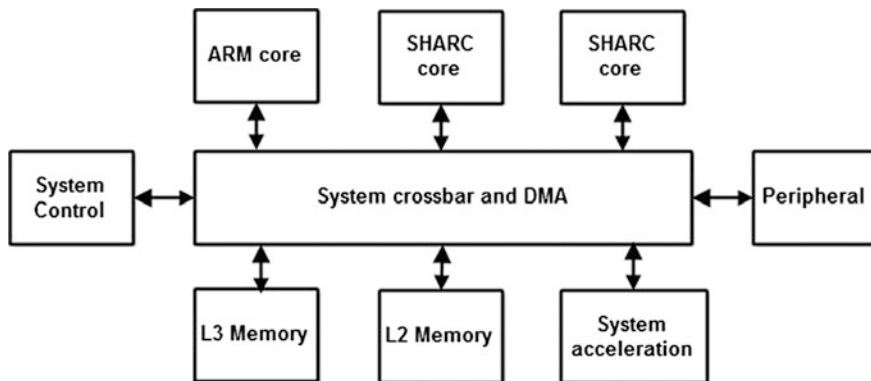 ARM core
SHARC
core
SHARC
core
System
Control
System crossbar and DMA
Peripheral
L3 Memory
L2 Memory
System
acceleration